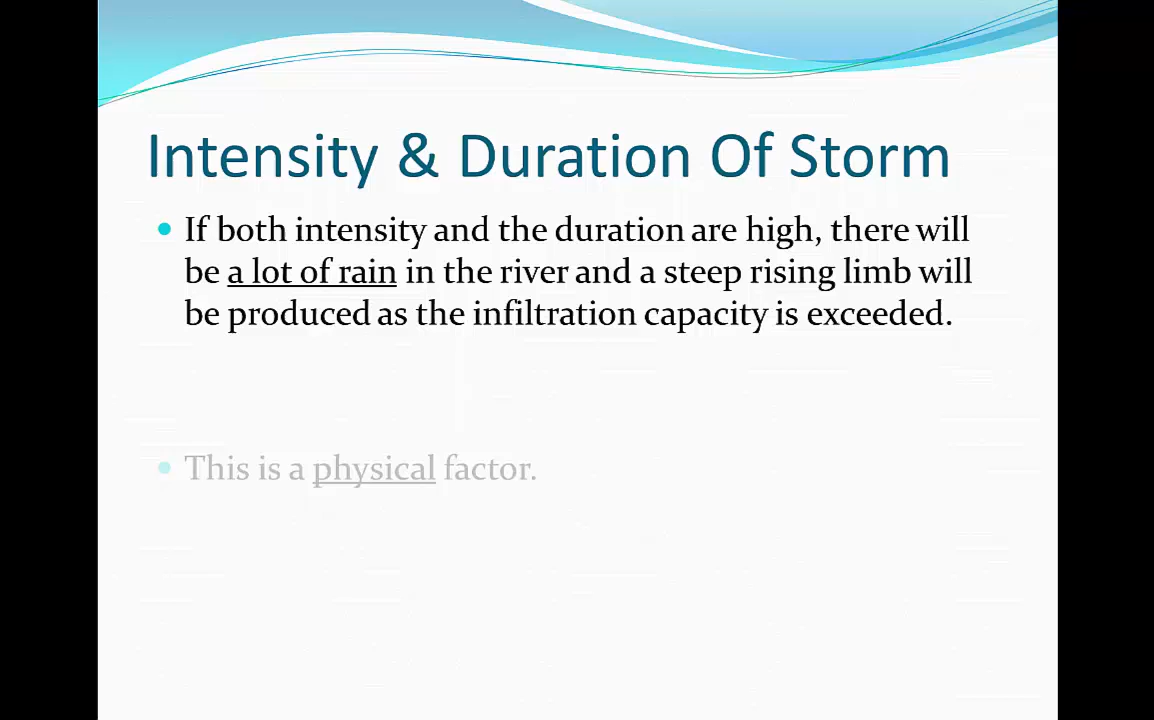 Intensity & Duration Of Storm
If both intensity and the duration are high, there will
be a lot of rain in the river and a steep rising limb will
be produced as the infiltration capacity is exceeded.
This is a physical factor.